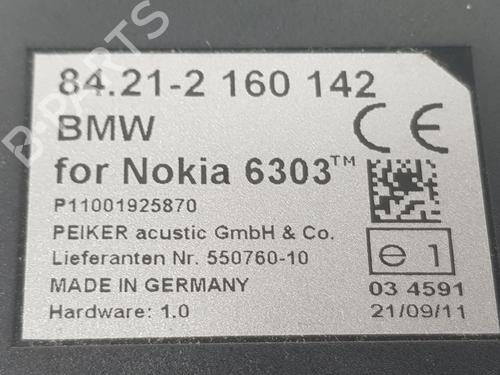 84.21-2 160 142
BMW
CE
for Nokia 6303™
P11001925870
PEIKER acustic GmbH & Co.
Lieferanten Nr. 550760-10
e1
MADE IN GERMANY
03 4591
Hardware: 1.0
21/09/11
B-PARTS